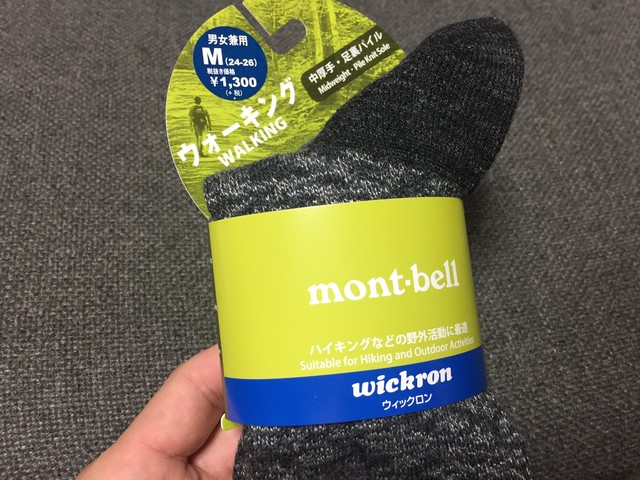 男女兼用
M (24-26)
税抜き価格
¥1,300
(+税)
ウォーキング
WALKING
中厚手・足裏パイル
Midweight・Pile Knit Sole
mont·bell
ハイキングなどの野外活動に最適
Suitable for Hiking and Outdoor Activities
wickron
ウィックロン